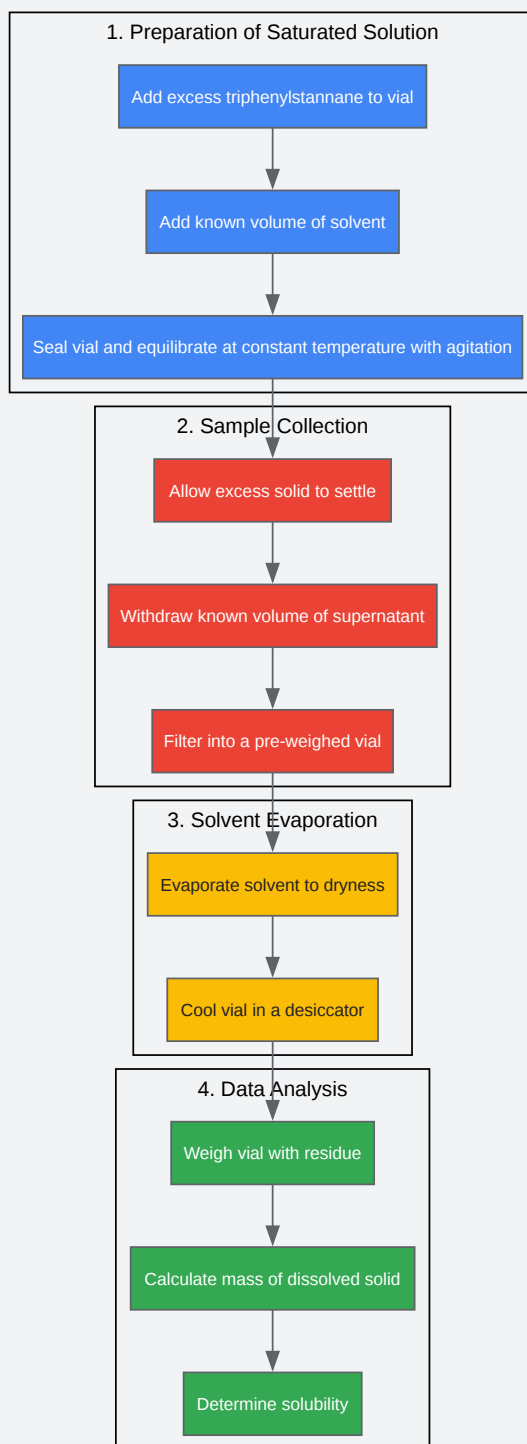 1. Preparation of Saturated Solution
Add excess triphenylstannane to vial
Add known volume of solvent
Seal vial and equilibrate at constant temperature with agitation
2. Sample Collection
Allow excess solid to settle
Withdraw known volume of supernatant
Filter into a pre-weighed vial
3. Solvent Evaporation
Evaporate solvent to dryness
Cool vial in a desiccator
4. Data Analysis
Weigh vial with residue
Calculate mass of dissolved solid
Determine solubility